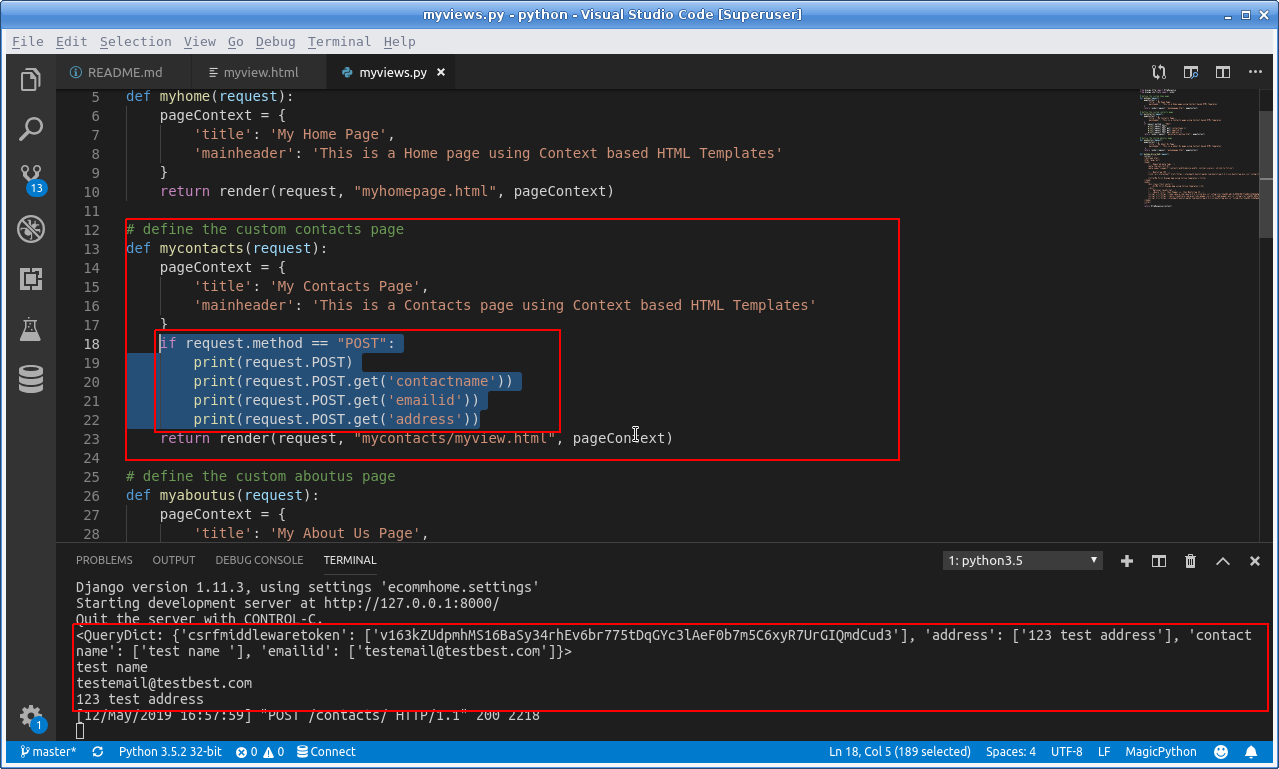 myviews.py - python - Visual Studio Code [Superuser]
File Edit Selection View Go Debug Terminal Help
README.md myview.html myviews.py ×
5 def myhome(request):
6 pageContext = {
7 'title': 'My Home Page',
8 'mainheader': 'This is a Home page using Context based HTML Templates'
9 }
10 return render(request, "myhomepage.html", pageContext)
11
12 # define the custom contacts page
13 def mycontacts(request):
14 pageContext = {
15 'title': 'My Contacts Page',
16 'mainheader': 'This is a Contacts page using Context based HTML Templates'
17 }
18 if request.method == "POST":
19 print(request.POST)
20 print(request.POST.get('contactname'))
21 print(request.POST.get('emailid'))
22 print(request.POST.get('address'))
23 return render(request, "mycontacts/myview.html", pageContext)
24
25 # define the custom aboutus page
26 def myaboutus(request):
27 pageContext = {
28 'title': 'My About Us Page',
13
1
PROBLEMS OUTPUT DEBUG CONSOLE TERMINAL 1: python3.5
Django version 1.11.3, using settings 'ecommhome.settings'
Starting development server at http://127.0.0.1:8000/
Quit the server with CONTROL-C.
<QueryDict: {'csrfmiddlewaretoken': ['v163kZUdpmhMS16BaSy34rhEv6br775tDqGYc3lAeF0b7m5C6xyR7UrGIQmdCud3'], 'address': ['123 test address'], 'contact
name': ['test name '], 'emailid': ['testemail@testbest.com']}>
test name
testemail@testbest.com
123 test address
[12/May/2019 16:57:59] "POST /contacts/ HTTP/1.1" 200 2218
master* Python 3.5.2 32-bit 0 0 Connect Ln 18, Col 5 (189 selected) Spaces: 4 UTF-8 LF MagicPython